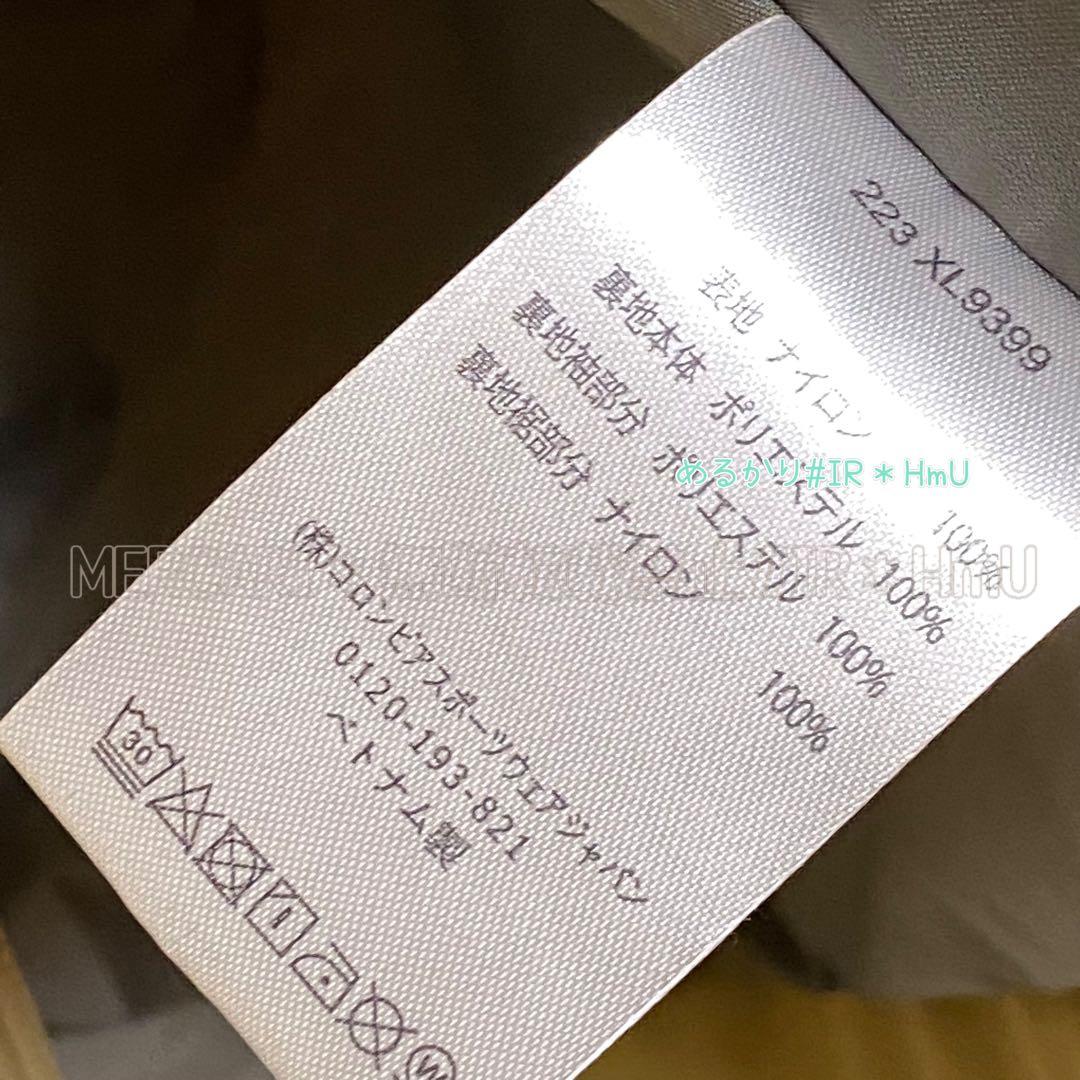 223 XL9399
表地 ナイロン 100%
裏地本体 ポリエステル 100%
裏地袖部分 ポリエステル 100%
裏地裾部分 ナイロン 100%
(株)コロンビアスポーツウェアジャパン
0120-193-821
ベトナム製
30
W
めるかり#IR＊HmU
IR＊HmU